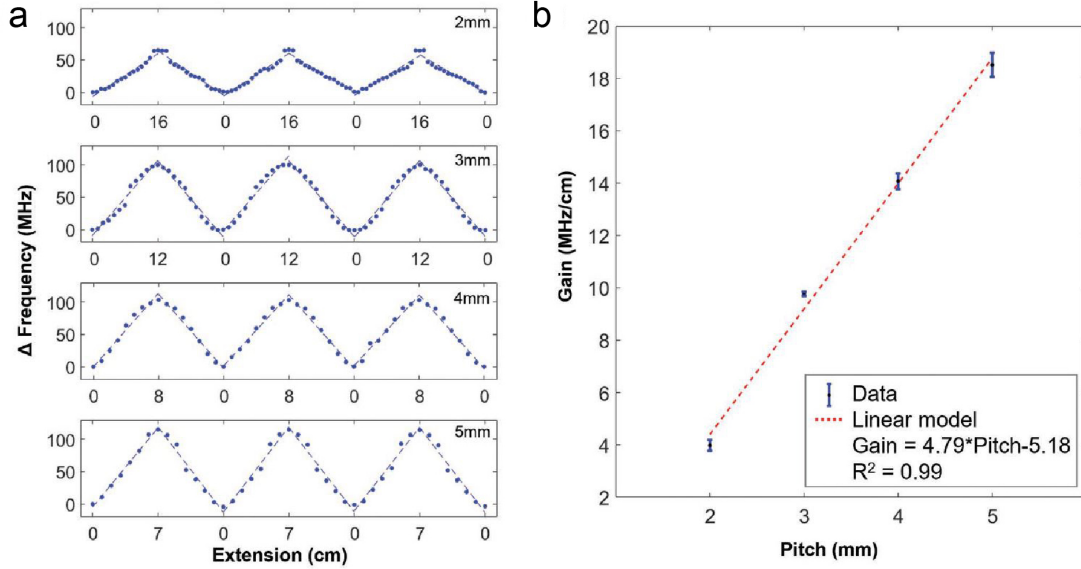 a
2mm
100
50
0
0 16 0 16 0 16 0
3mm
100
50
0
0 12 0 12 0 12 0
4mm
100
50
0
0 8 0 8 0 8 0
5mm
100
50
0
0 7 0 7 0 7 0
Δ Frequency (MHz)
Extension (cm)
b
20
18
16
14
12
10
8
6
4
2
2 3 4 5
Gain (MHz/cm)
Pitch (mm)
Data
Linear model
Gain = 4.79*Pitch-5.18
R² = 0.99